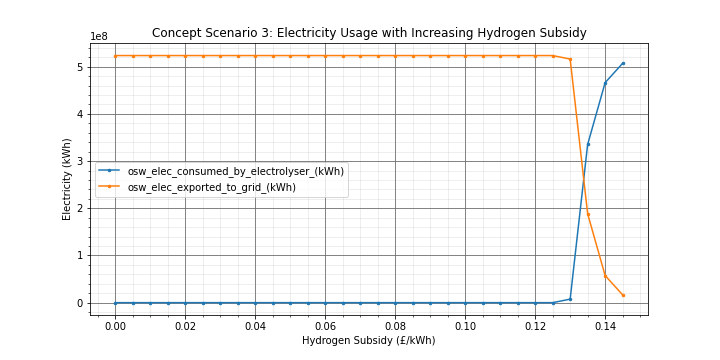 Concept Scenario 3: Electricity Usage with Increasing Hydrogen Subsidy
1e8
5
4
3
2
1
0
Electricity (kWh)
osw_elec_consumed_by_electrolyser_(kWh)
osw_elec_exported_to_grid_(kWh)
0.00 0.02 0.04 0.06 0.08 0.10 0.12 0.14
Hydrogen Subsidy (£/kWh)